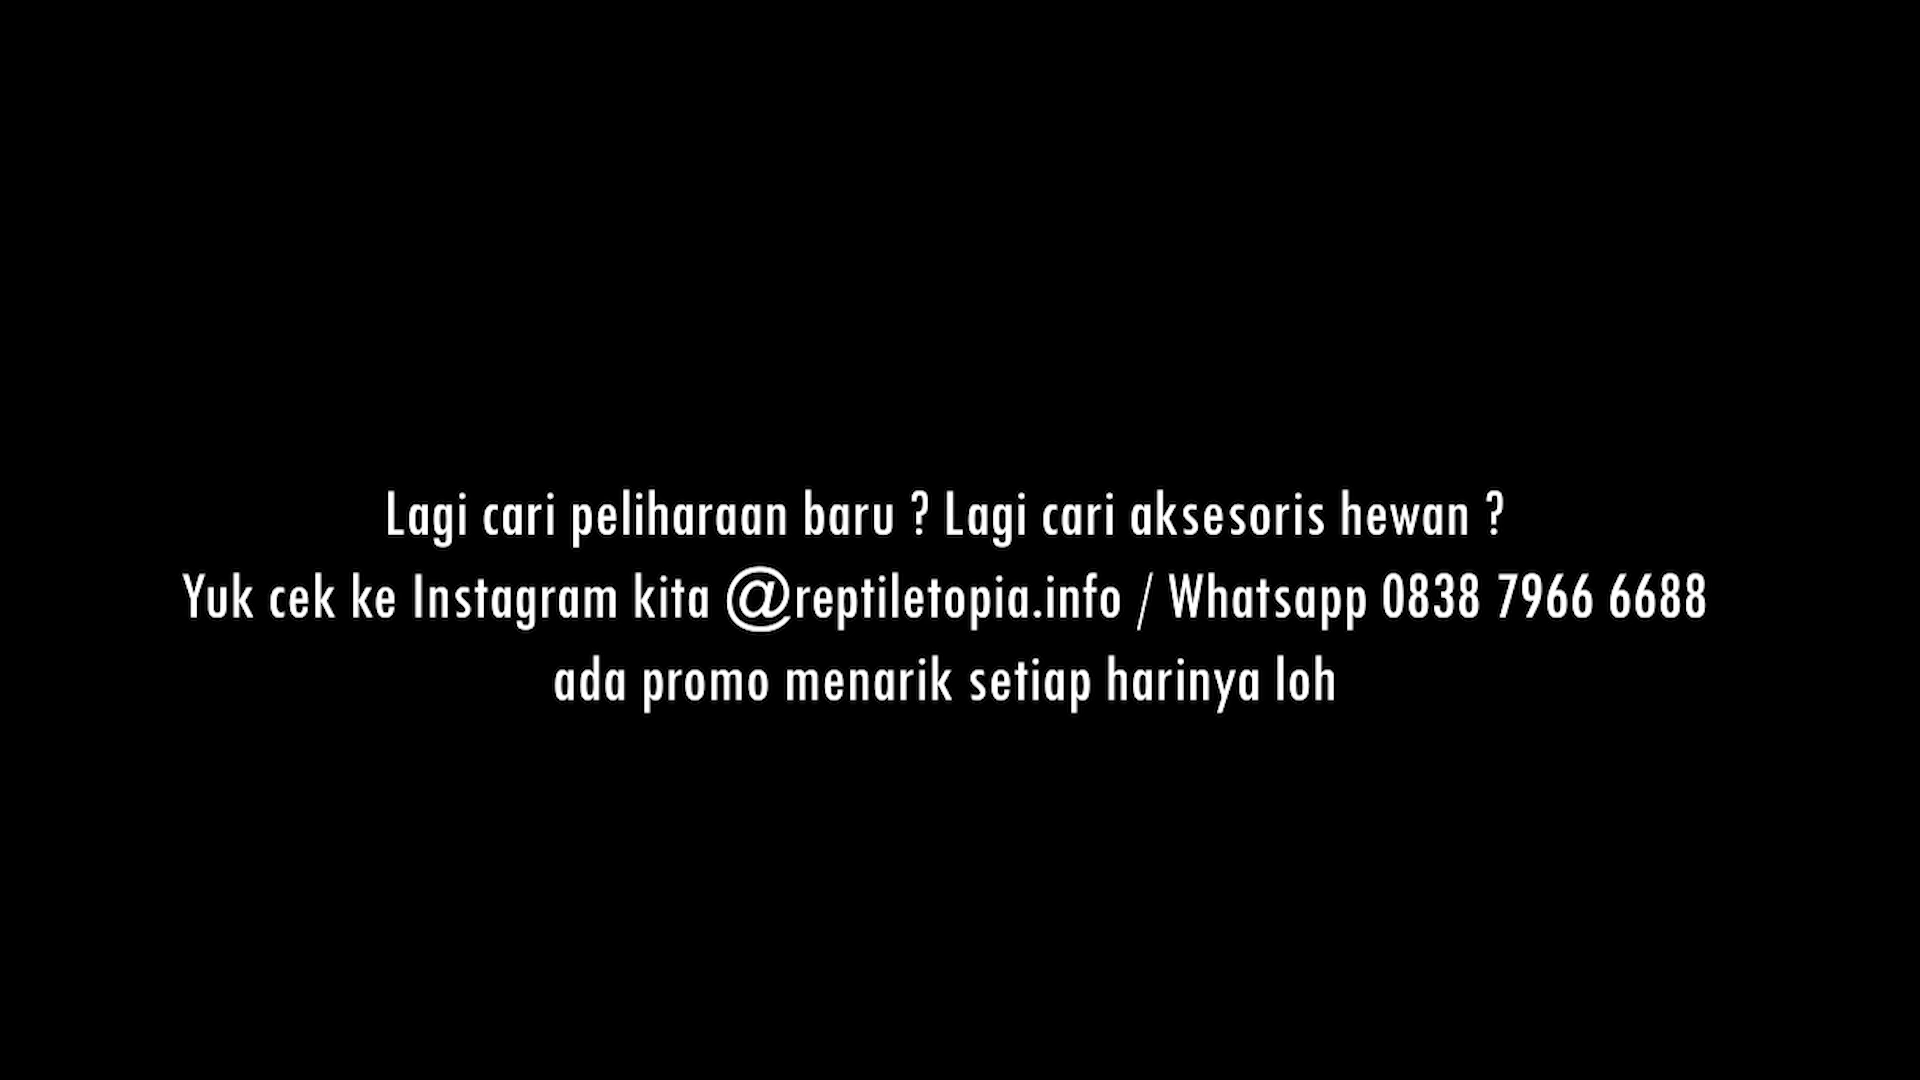 Lagi cari peliharaan baru ? Lagi cari aksesoris hewan ?
Yuk cek ke Instagram kita @reptiletopia.info / Whatsapp 0838 7966 6688
ada promo menarik setiap harinya loh